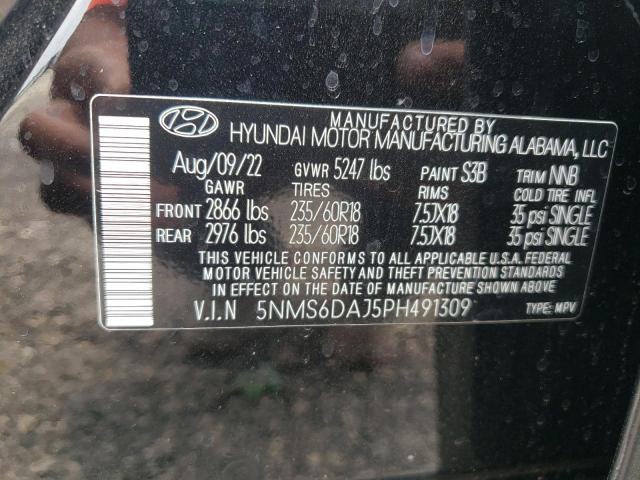 MANUFACTURED BY
HYUNDAI MOTOR MANUFACTURING ALABAMA, LLC
Aug/09/22 GVWR 5247 lbs PAINT S3B TRIM NNB
GAWR TIRES RIMS COLD TIRE INFL
FRONT 2866 lbs 235/60R18 7.5JX18 35 psi SINGLE
REAR 2976 lbs 235/60R18 7.5JX18 35 psi SINGLE
THIS VEHICLE CONFORMS TO ALL APPLICABLE U.S.A. FEDERAL
MOTOR VEHICLE SAFETY AND THEFT PREVENTION STANDARDS
IN EFFECT ON THE DATE OF MANUFACTURE SHOWN ABOVE
V.I.N 5NMS6DAJ5PH491309 TYPE: MPV